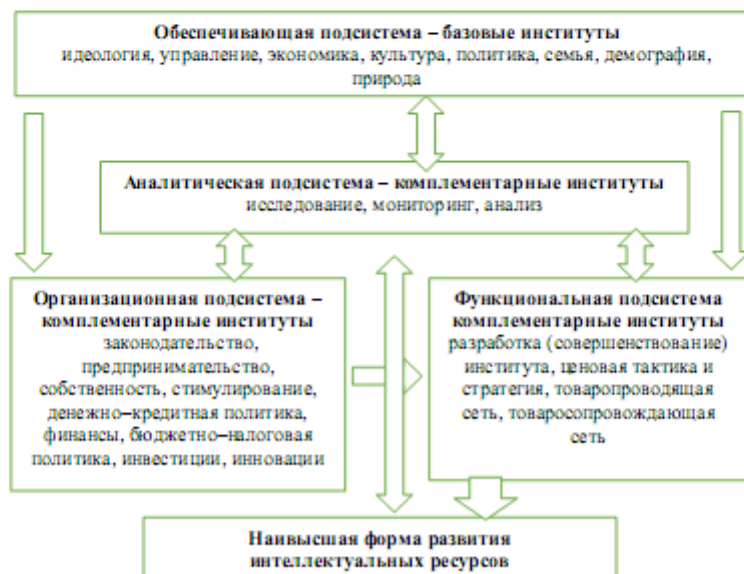 Обеспечивающая подсистема – базовые институты
идеология, управление, экономика, культура, политика, семья, демография,
природа
Аналитическая подсистема – комплементарные институты
исследование, мониторинг, анализ
Организационная подсистема –
комплементарные институты
законодательство,
предпринимательство,
собственность, стимулирование,
денежно–кредитная политика,
финансы, бюджетно–налоговая
политика, инвестиции, инновации
Функциональная подсистема
комплементарные институты
разработка (совершенствование)
института, ценовая тактика и
стратегия, товаропроводящая
сеть, товаросопровождающая
сеть
Наивысшая форма развития
интеллектуальных ресурсов